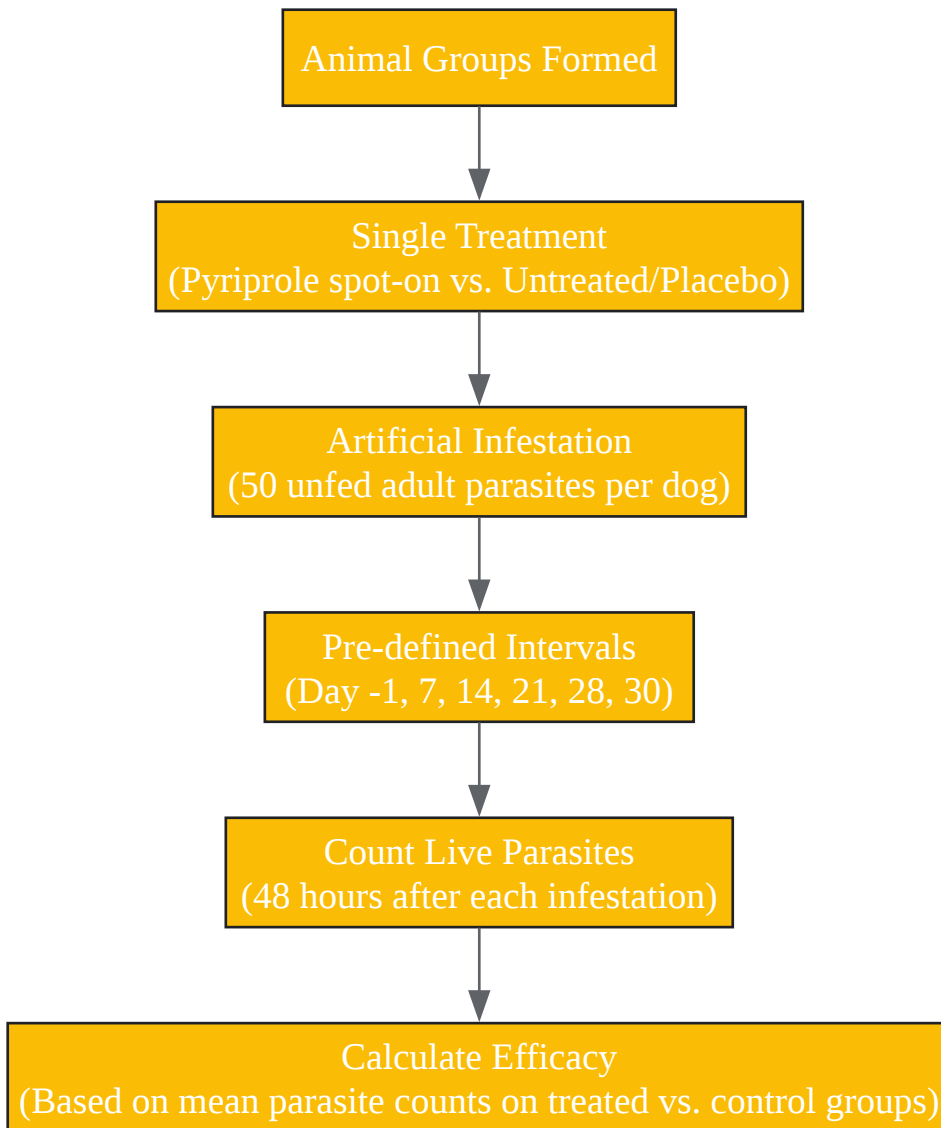 Animal Groups Formed
Single Treatment
(Pyriprole spot-on vs. Untreated/Placebo)
Artificial Infestation
(50 unfed adult parasites per dog)
Pre-defined Intervals
(Day -1, 7, 14, 21, 28, 30)
Count Live Parasites
(48 hours after each infestation)
Calculate Efficacy
(Based on mean parasite counts on treated vs. control groups)